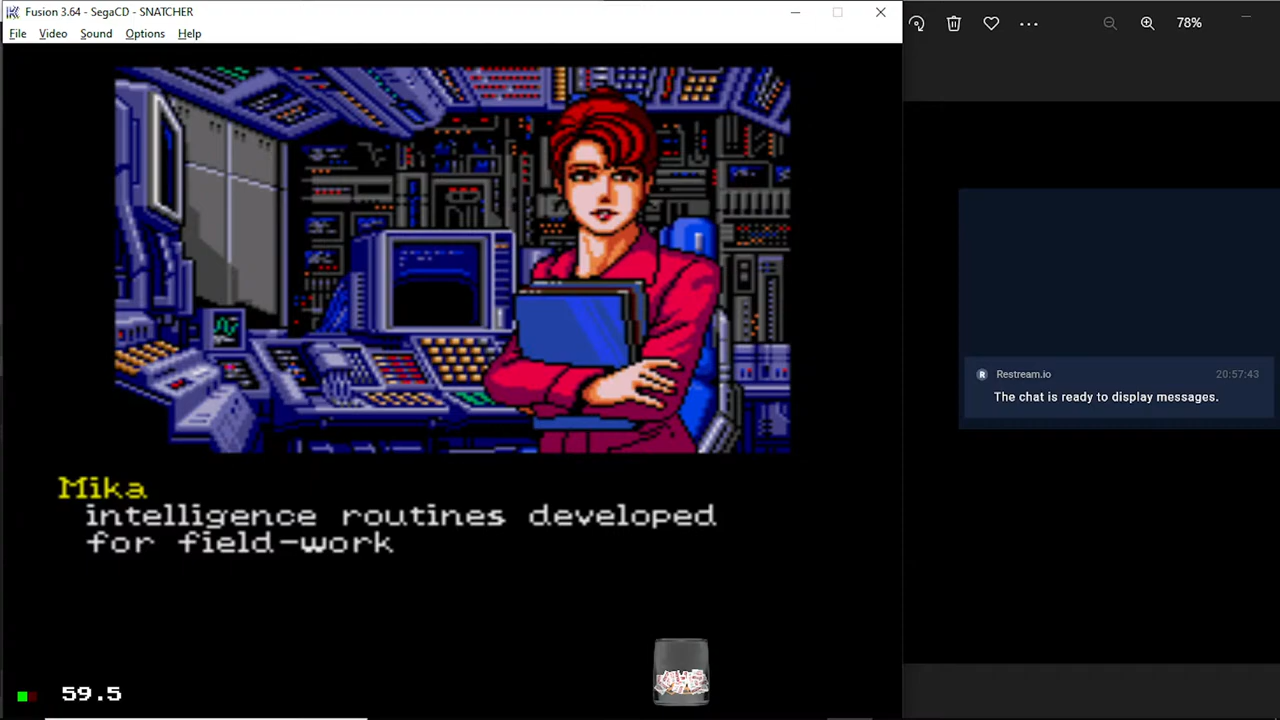 Fusion 3.64 - SegaCD - SNATCHER
File Video Sound Options Help
78%
Restream.io 20:57:43
The chat is ready to display messages.
Mika
intelligence routines developed
for field-work
59.5